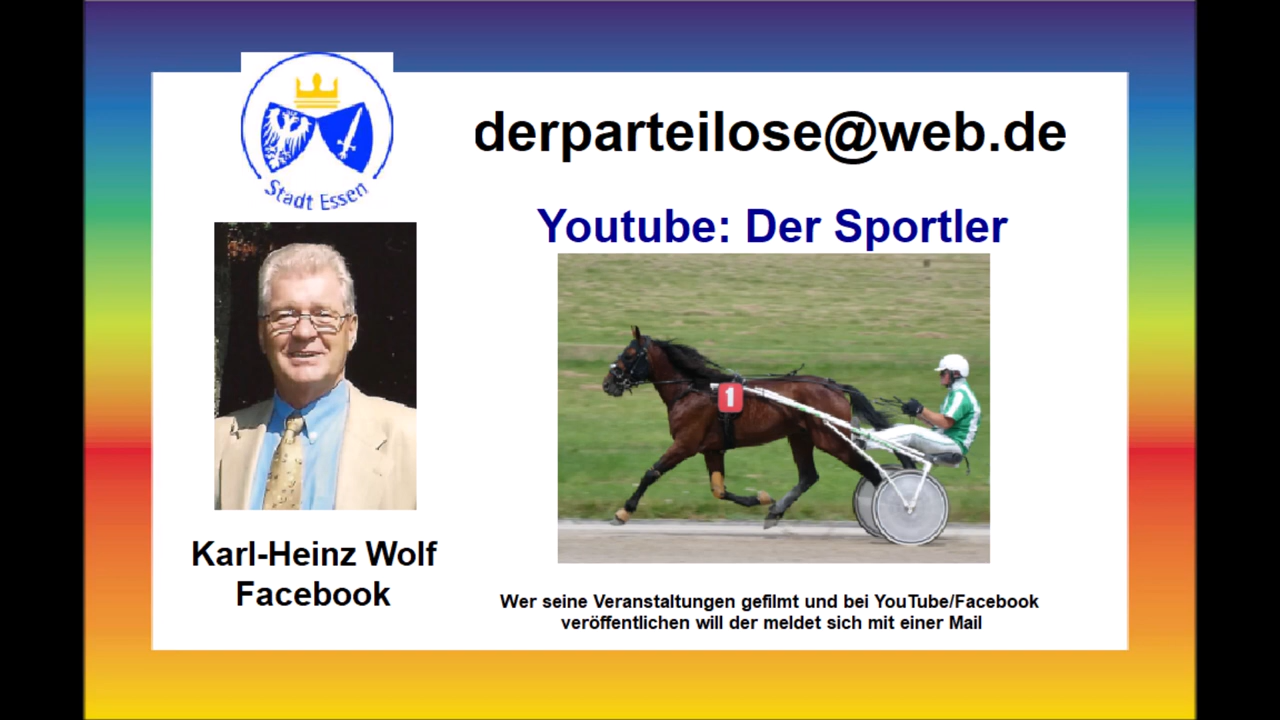 Stadt Essen
derparteilose@web.de
Youtube: Der Sportler
1
Karl-Heinz Wolf
Facebook
Wer seine Veranstaltungen gefilmt und bei YouTube/Facebook
veröffentlichen will der meldet sich mit einer Mail